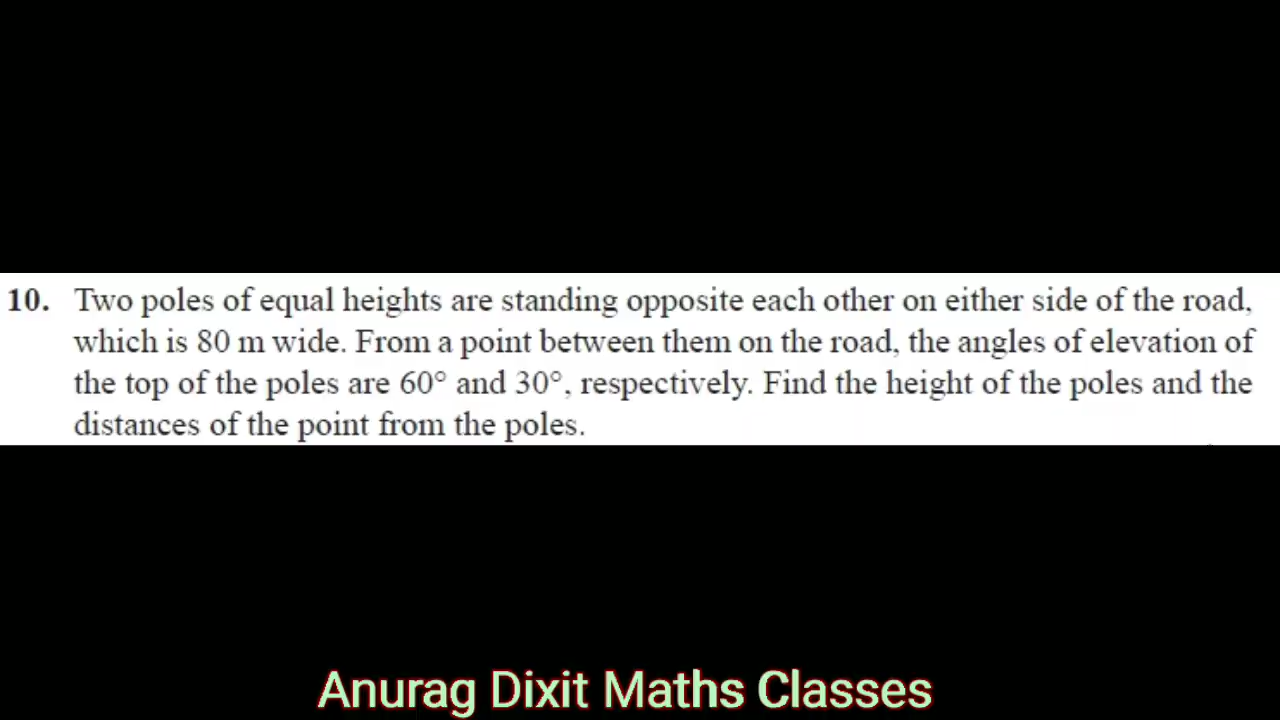 10. Two poles of equal heights are standing opposite each other on either side of the road,
which is 80 m wide. From a point between them on the road, the angles of elevation of
the top of the poles are 60° and 30°, respectively. Find the height of the poles and the
distances of the point from the poles.
Anurag Dixit Maths Classes